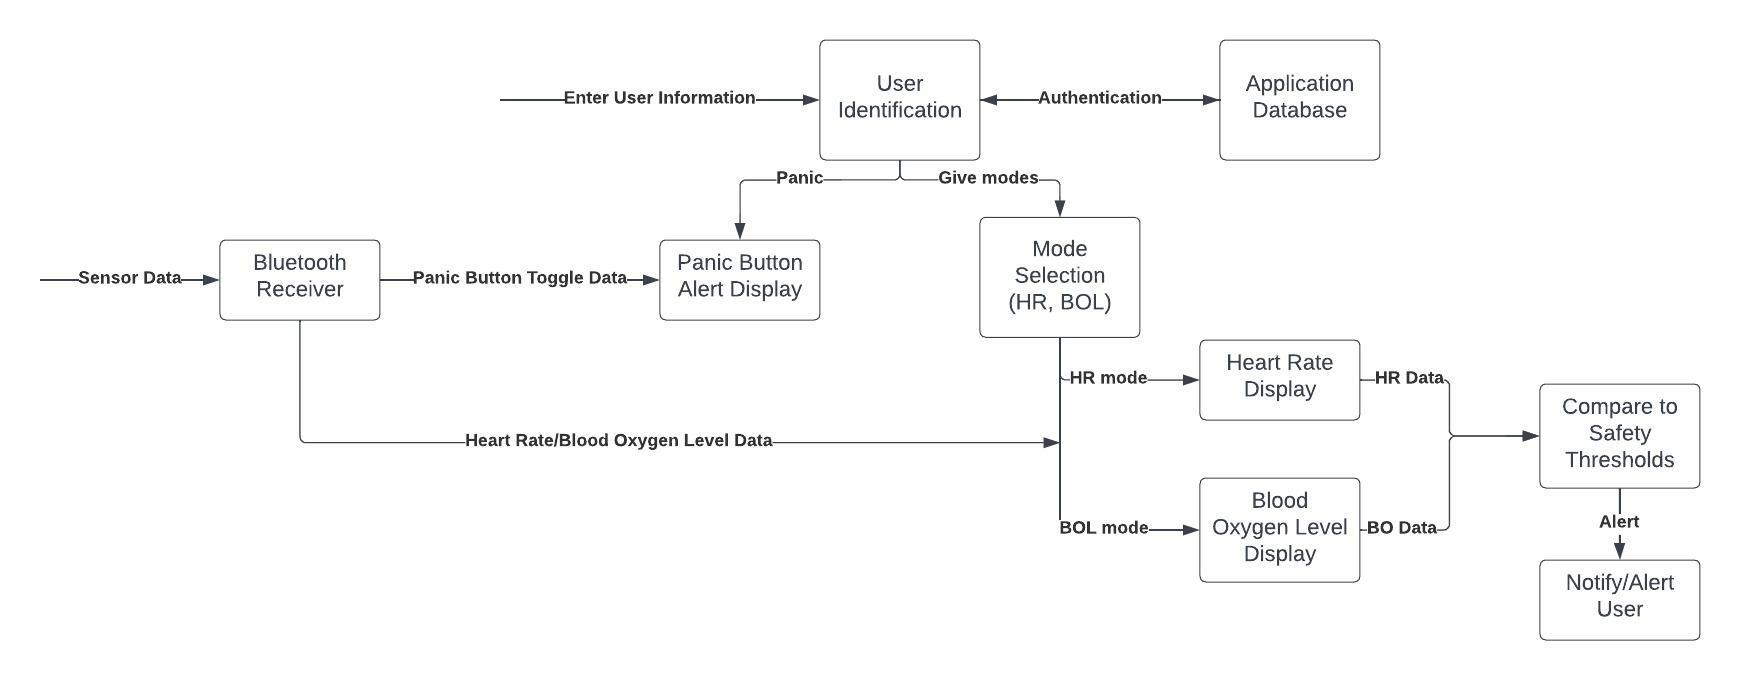 User
Identification
Application
Database
Enter User Information
Authentication
Panic
Give modes
Bluetooth
Receiver
Panic Button
Alert Display
Mode
Selection
(HR, BOL)
Sensor Data
Panic Button Toggle Data
Heart Rate
Display
HR mode
HR Data
Compare to
Safety
Thresholds
Heart Rate/Blood Oxygen Level Data
Blood
Oxygen Level
Display
BOL mode
BO Data
Alert
Notify/Alert
User